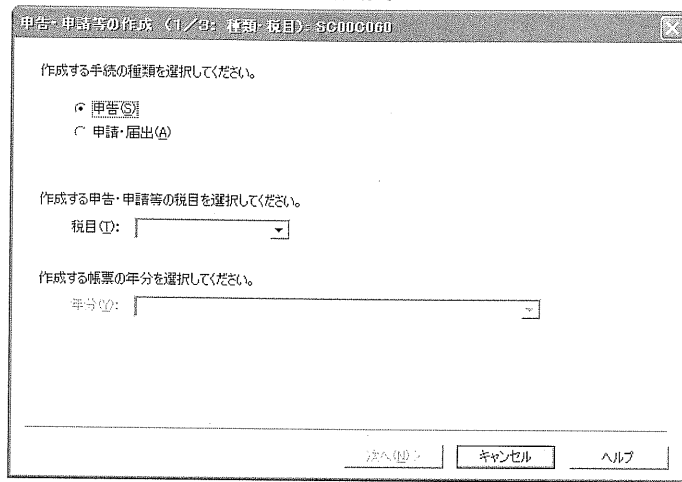 申告・申請等の作成 (1/3: 種類・税目)- SC00C060
作成する手続の種類を選択してください。
申告(S)
申請・届出(A)
作成する申告・申請等の税目を選択してください。
税目(T):
作成する帳票の年分を選択してください。
年分(Y):
次へ(N) >
キャンセル
ヘルプ